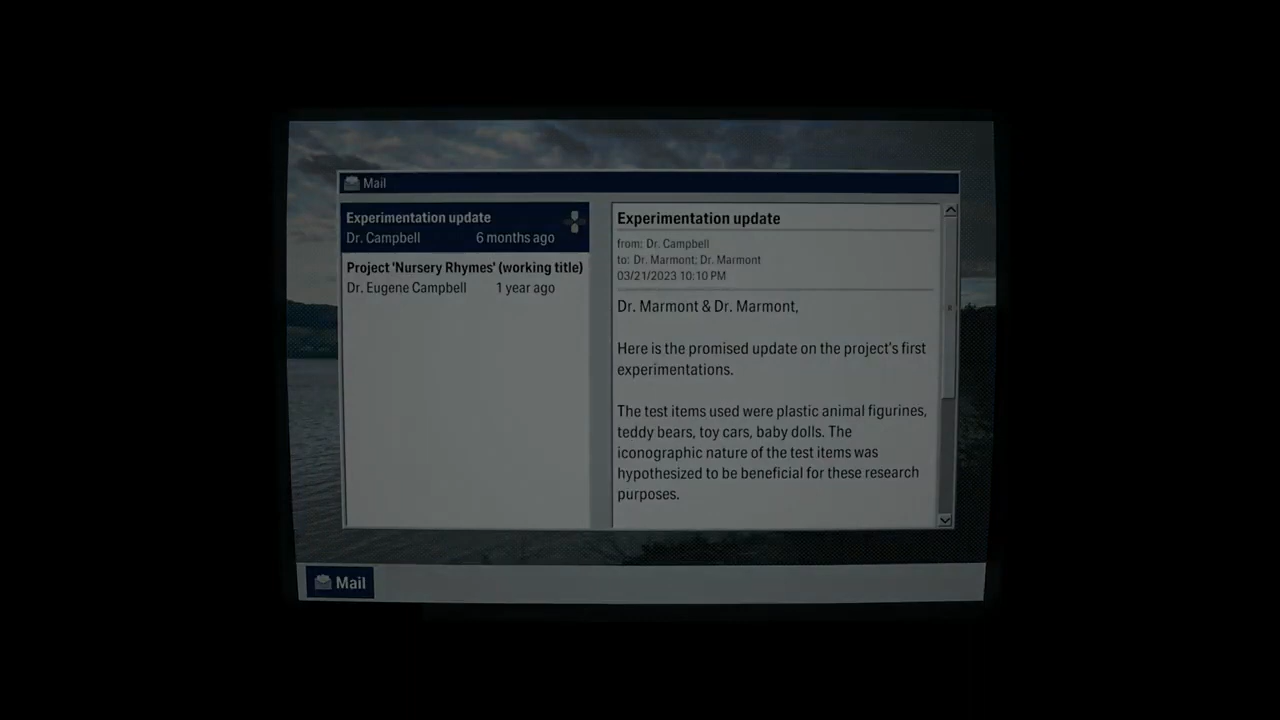 Mail
Experimentation update
Dr. Campbell 6 months ago
Project 'Nursery Rhymes' (working title)
Dr. Eugene Campbell 1 year ago
Experimentation update
from: Dr. Campbell
to: Dr. Marmont; Dr. Marmont
03/21/2023 10:10 PM
Dr. Marmont & Dr. Marmont,
Here is the promised update on the project's first
experimentations.
The test items used were plastic animal figurines,
teddy bears, toy cars, baby dolls. The
iconographic nature of the test items was
hypothesized to be beneficial for these research
purposes.
Mail